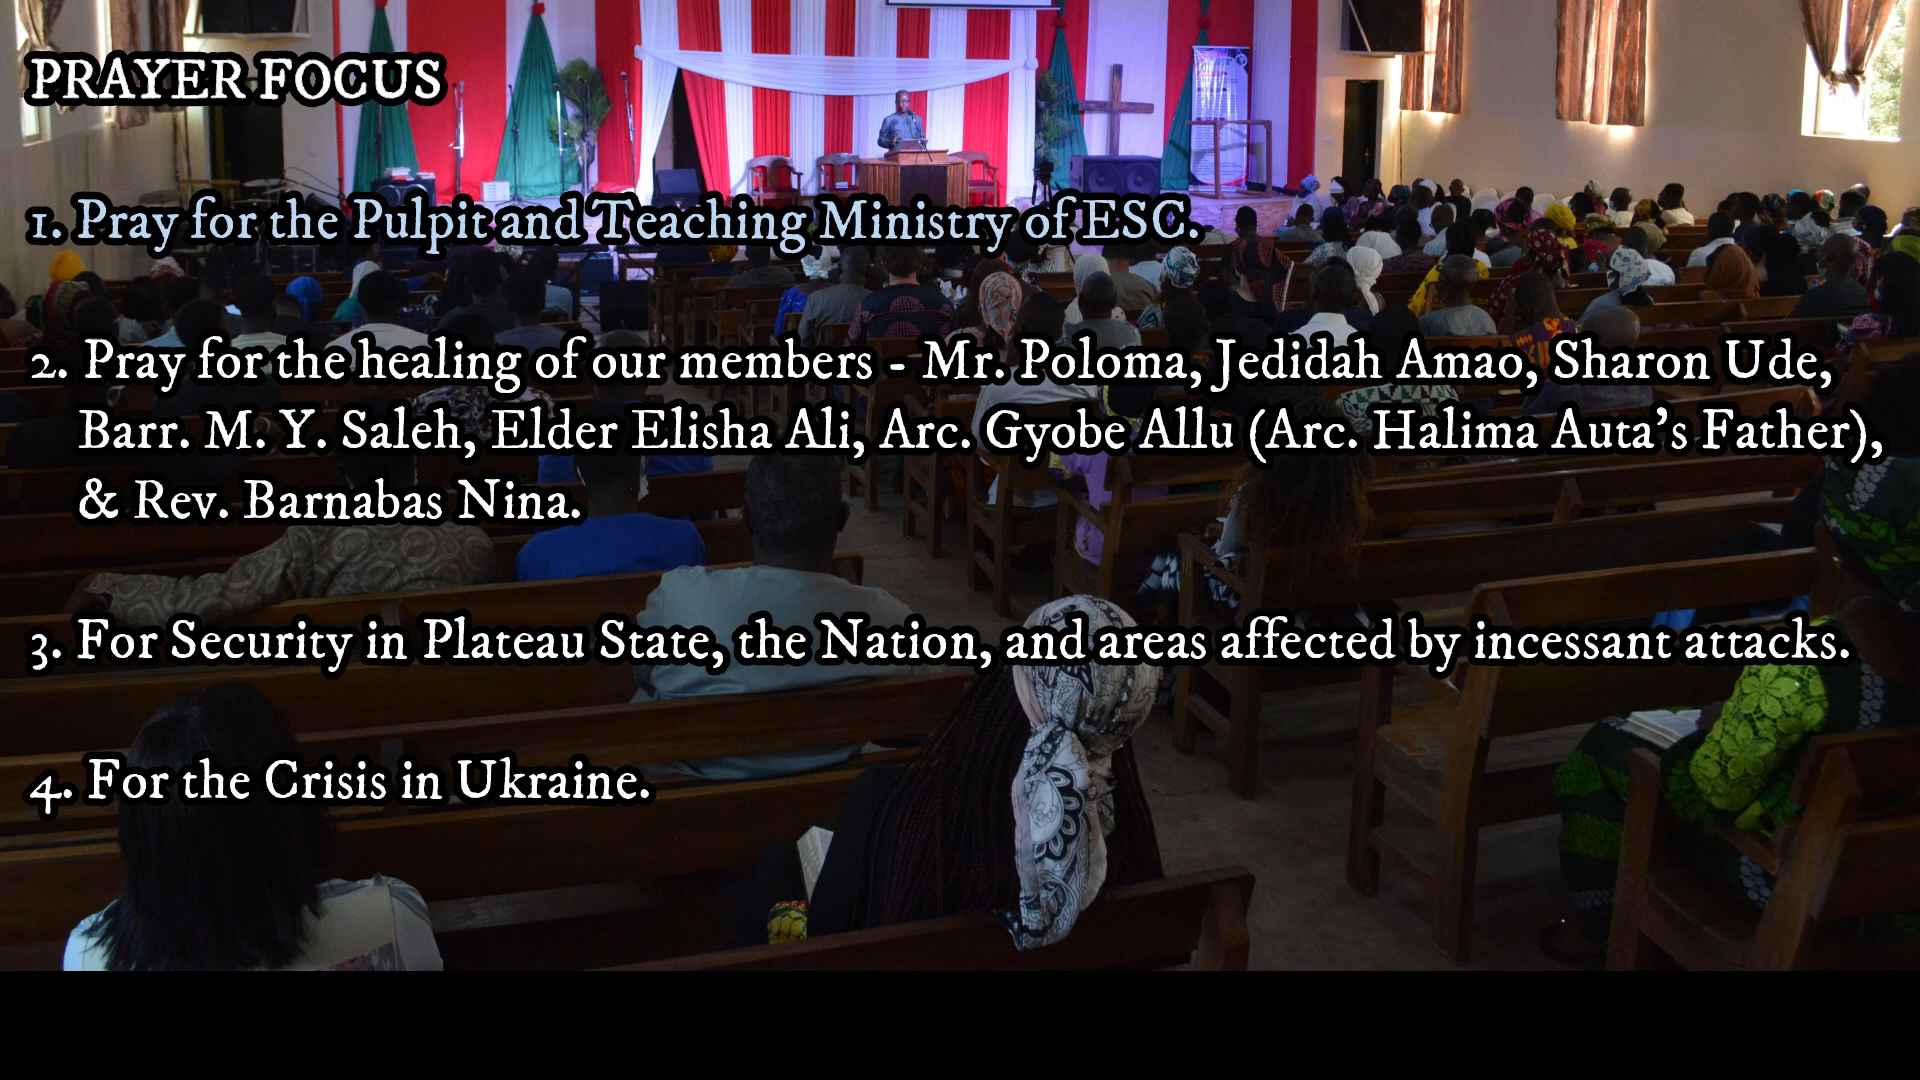 PRAYER FOCUS
1. Pray for the Pulpit and Teaching Ministry of ESC.
2. Pray for the healing of our members - Mr. Poloma, Jedidah Amao, Sharon Ude,
Barr. M. Y. Saleh, Elder Elisha Ali, Arc. Gyobe Allu (Arc. Halima Auta's Father),
& Rev. Barnabas Nina.
3. For Security in Plateau State, the Nation, and areas affected by incessant attacks.
4. For the Crisis in Ukraine.